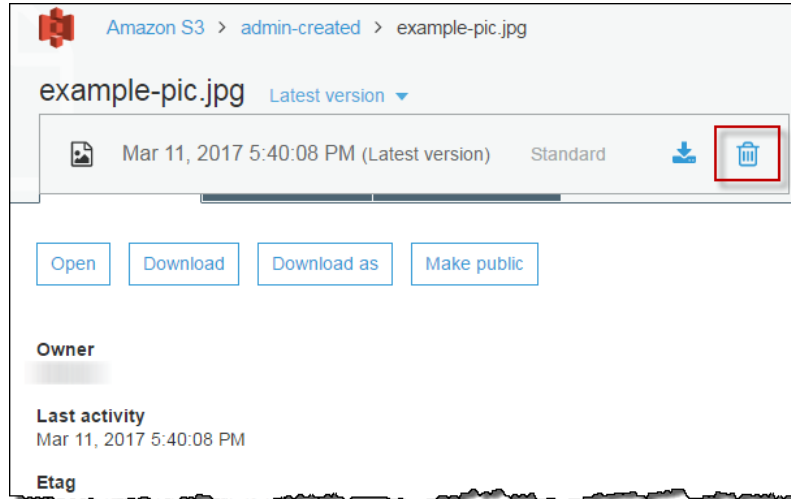 Amazon S3 > admin-created > example-pic.jpg
example-pic.jpg Latest version
Mar 11, 2017 5:40:08 PM (Latest version) Standard
Open Download Download as Make public
Owner
Last activity
Mar 11, 2017 5:40:08 PM
Etag